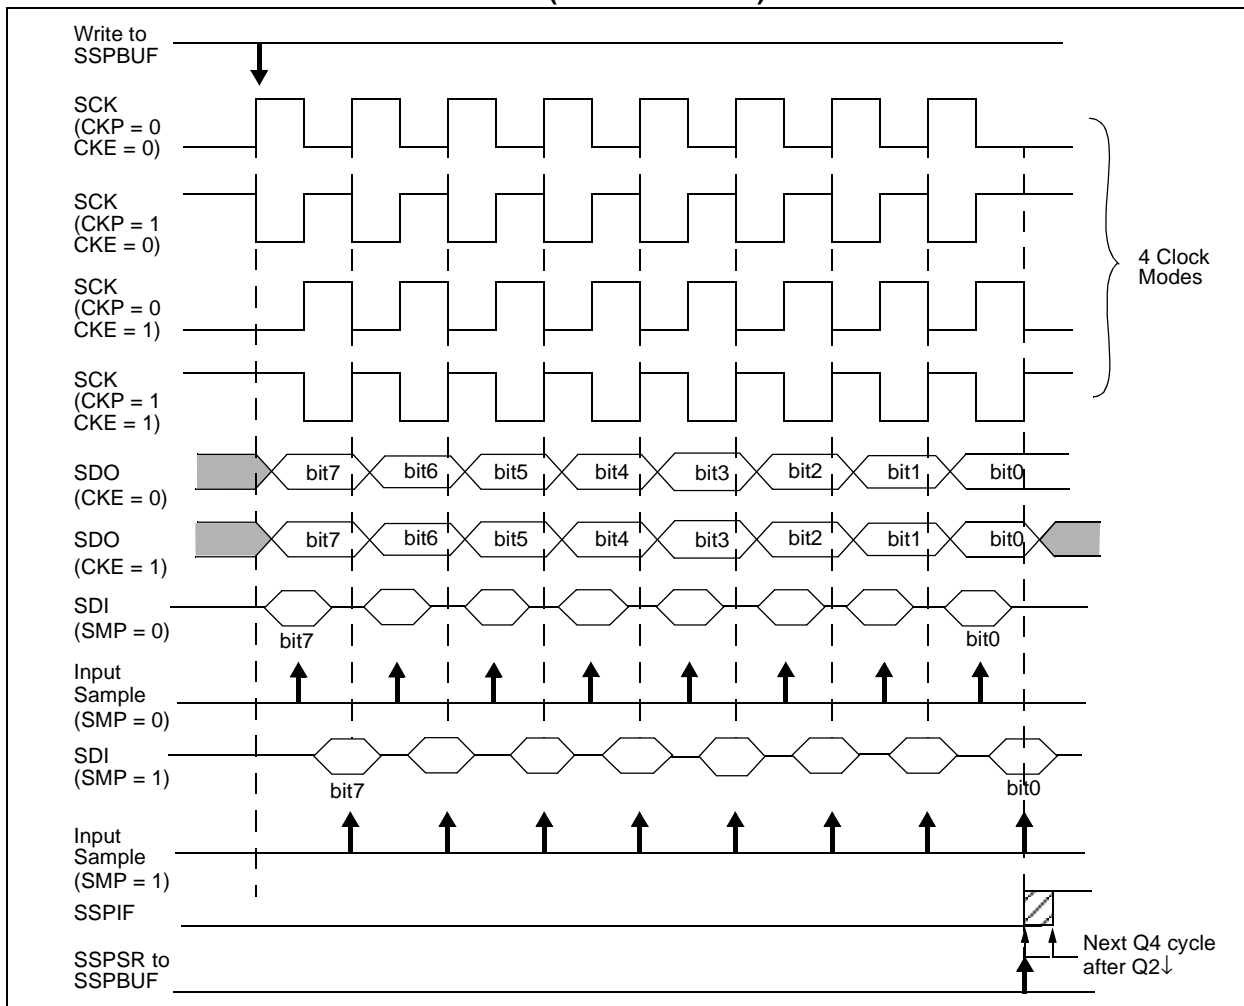 Write to
SSPBUF
SCK
(CKP = 0
CKE = 0)
SCK
(CKP = 1
CKE = 0)
SCK
(CKP = 0
CKE = 1)
SCK
(CKP = 1
CKE = 1)
4 Clock
Modes
SDO
(CKE = 0)
bit7 bit6 bit5 bit4 bit3 bit2 bit1 bit0
SDO
(CKE = 1)
bit7 bit6 bit5 bit4 bit3 bit2 bit1 bit0
SDI
(SMP = 0)
bit7 bit0
Input
Sample
(SMP = 0)
SDI
(SMP = 1)
bit7 bit0
Input
Sample
(SMP = 1)
SSPIF
Next Q4 cycle
after Q2↓
SSPSR to
SSPBUF